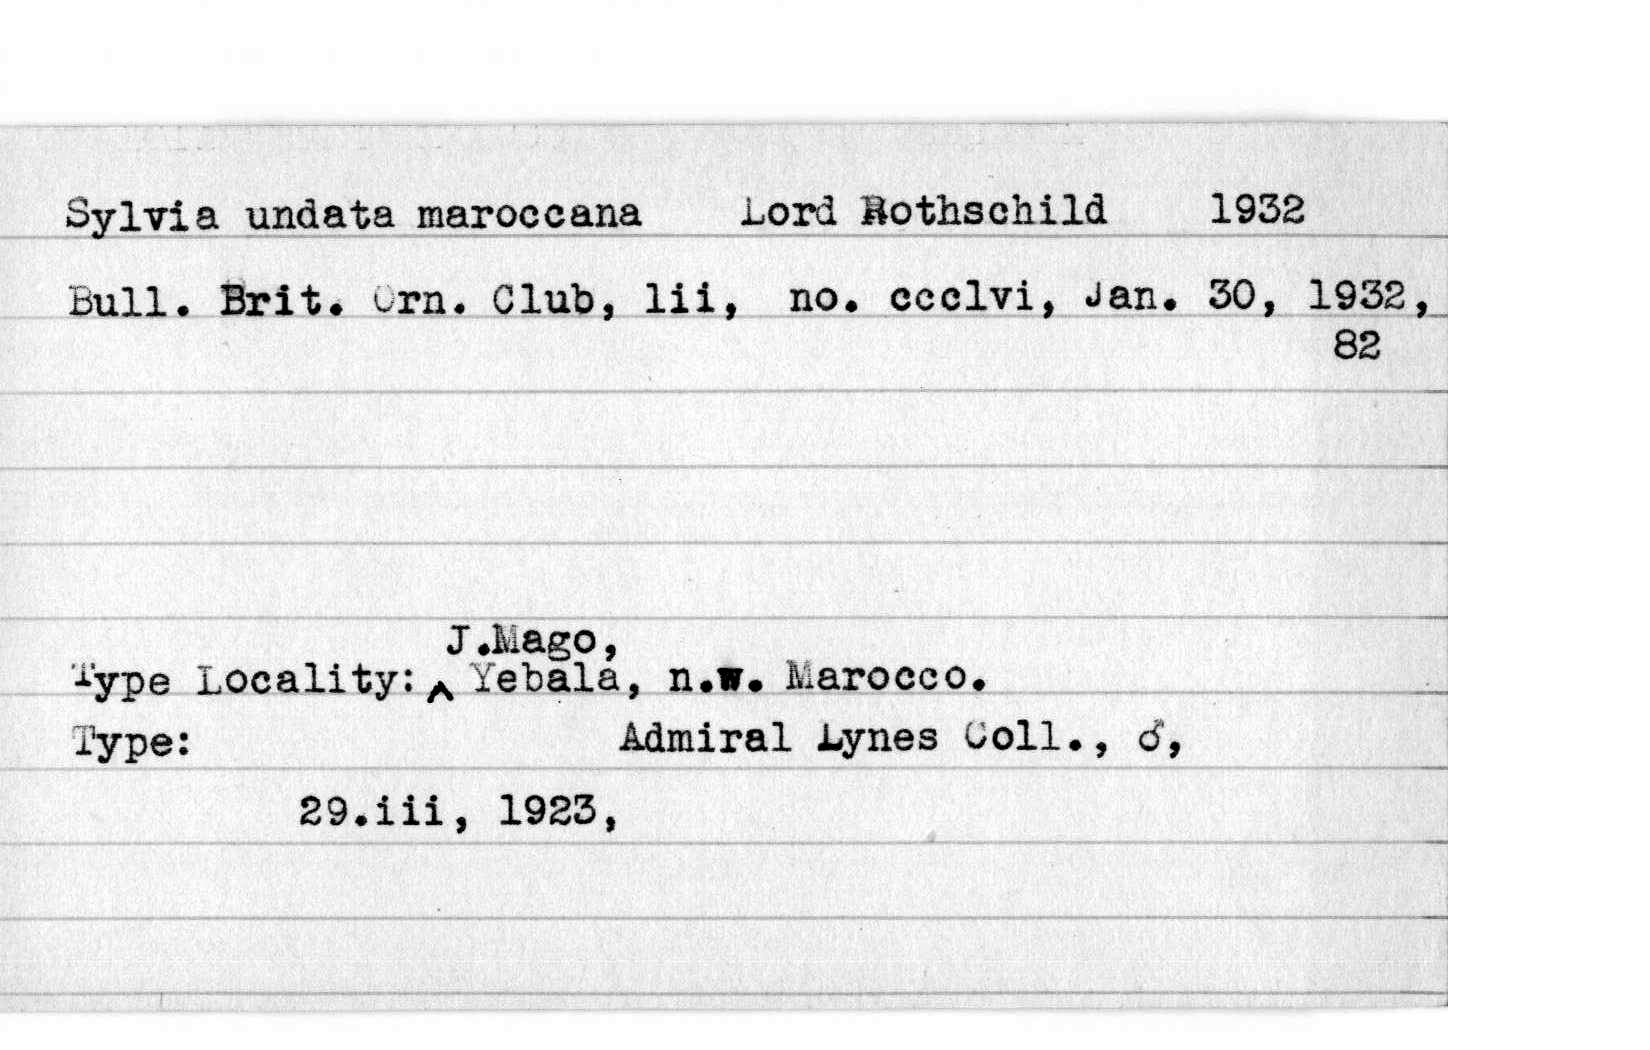 Sylvia undata maroccana Lord Rothschild 1932
Bull. Brit. Orn. Club, lii, no. ccclvi, Jan. 30, 1932,
82
J.Mago,
Type Locality: ^ Yebala, n.w. Marocco.
Type: Admiral Lynes Coll., ♂,
29.iii, 1923,